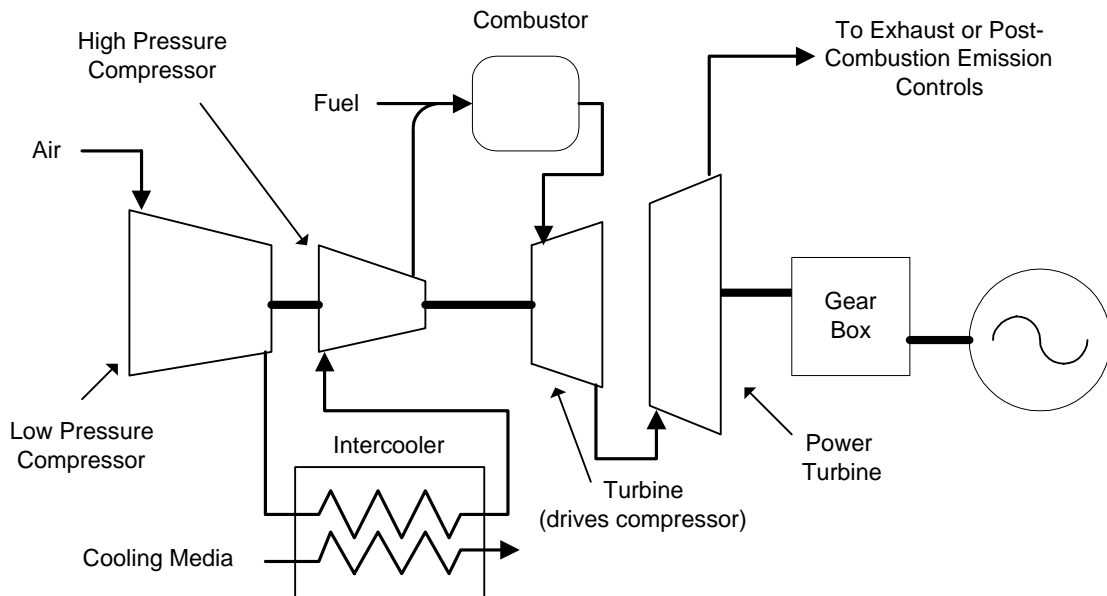 Combustor
To Exhaust or Post-
Combustion Emission
Controls
High Pressure
Compressor
Fuel
Air
Gear
Box
Low Pressure
Compressor
Intercooler
Power
Turbine
Turbine
(drives compressor)
Cooling Media